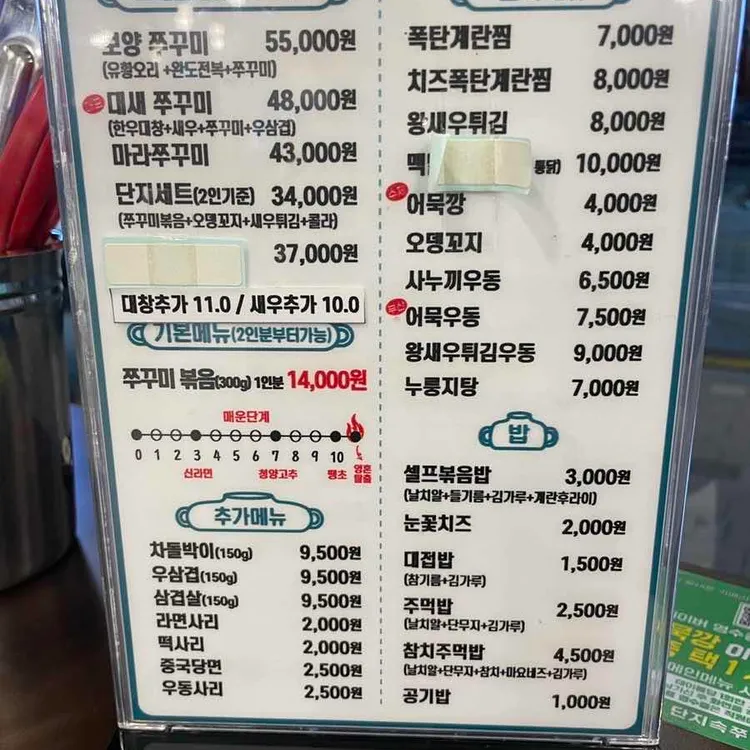 보양 쭈꾸미 55,000원
(유황오리+완도전복+쭈꾸미)
대새 쭈꾸미 48,000원
(한우대창+새우+쭈꾸미+우삼겹)
마라쭈꾸미 43,000원
단지세트(2인기준) 34,000원
(쭈꾸미볶음+오뎅꼬지+새우튀김+콜라)
37,000원
대창추가 11.0 / 새우추가 10.0
기본메뉴(2인분부터가능)
쭈꾸미 볶음(300g) 1인분 14,000원
매운단계
0 1 2 3 4 5 6 7 8 9 10 영혼탈출
신라면 청양고추 땡초
추가메뉴
차돌박이(150g) 9,500원
우삼겹(150g) 9,500원
삼겹살(150g) 9,500원
라면사리 2,000원
떡사리 2,000원
중국당면 2,500원
우동사리 2,500원
폭탄계란찜 7,000원
치즈폭탄계란찜 8,000원
왕새우튀김 8,000원
통닭) 10,000원
어묵깡 4,000원
오뎅꼬지 4,000원
사누끼우동 6,500원
부산 어묵우동 7,500원
왕새우튀김우동 9,000원
누룽지탕 7,000원
밥
셀프볶음밥 3,000원
(날치알+들기름+김가루+계란후라이)
눈꽃치즈 2,000원
대접밥 1,500원
(참기름+김가루)
주먹밥 2,500원
(날치알+단무지+김가루)
참치주먹밥 4,500원
(날치알+단무지+참치+마요네즈+김가루)
공기밥 1,000원